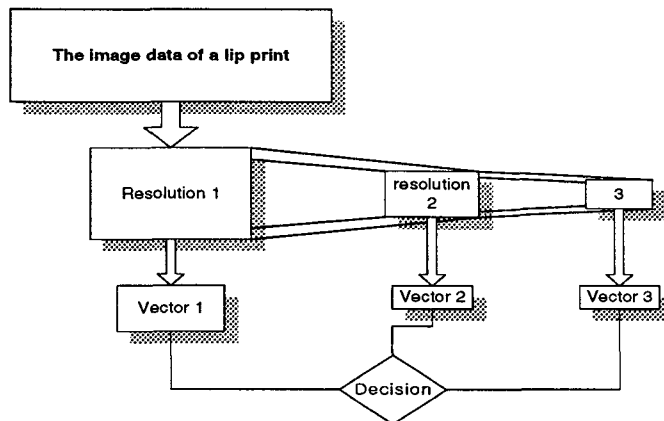 The image data of a lip print
Resolution 1
resolution
2
3
Vector 1
Vector 2
Vector 3
Decision